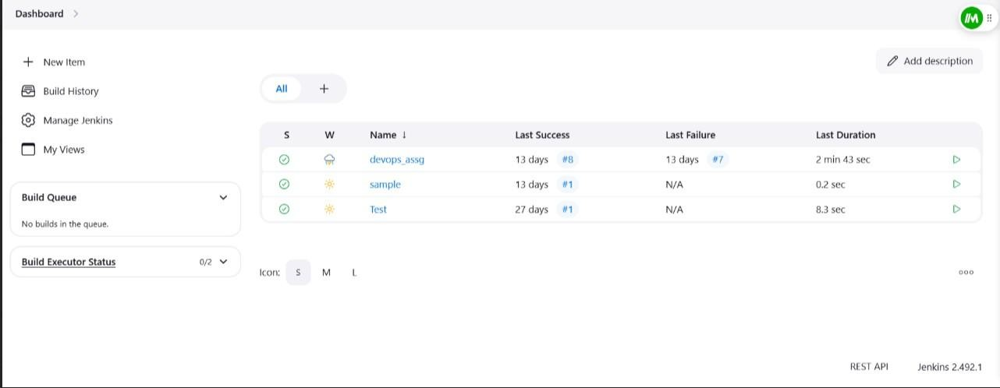 Dashboard
New Item
Build History
Manage Jenkins
My Views
Build Queue
No builds in the queue.
Build Executor Status 0/2
Add description
All +
S W Name ↓ Last Success Last Failure Last Duration
devops_assg 13 days #8 13 days #7 2 min 43 sec
sample 13 days #1 N/A 0.2 sec
Test 27 days #1 N/A 8.3 sec
Icon: S M L
REST API Jenkins 2.492.1